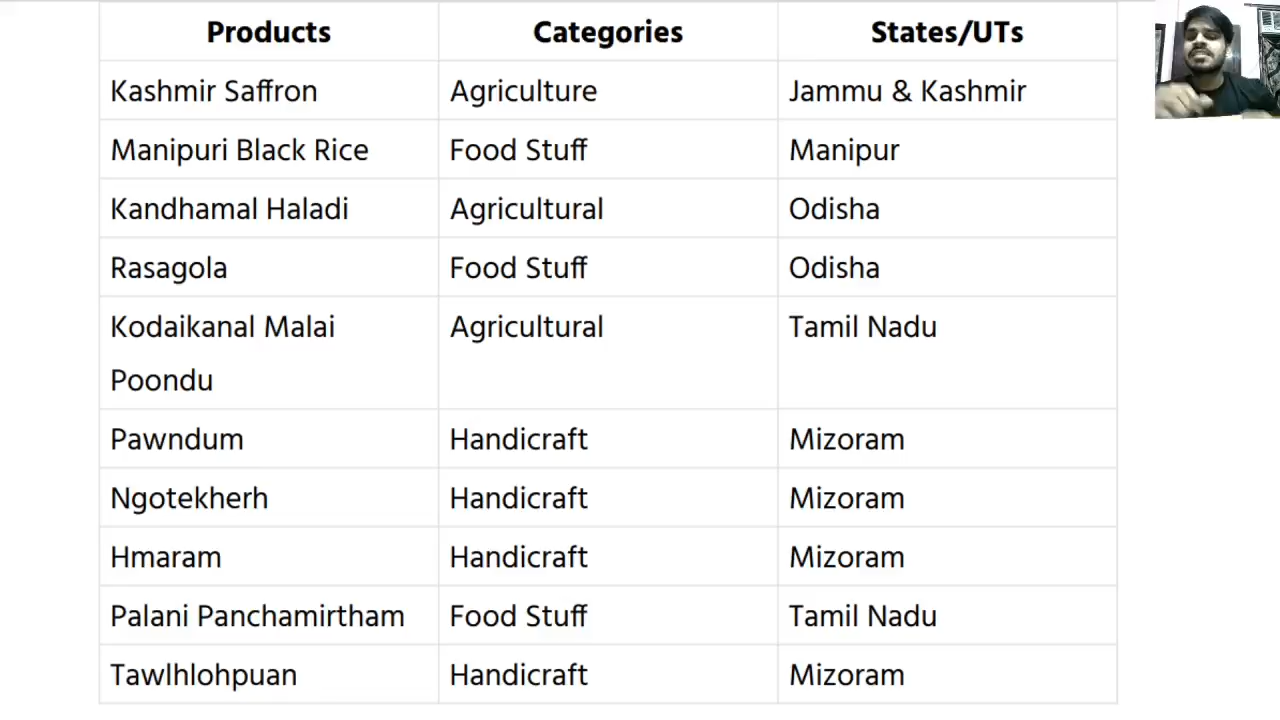 Products Categories States/UTs
Kashmir Saffron Agriculture Jammu & Kashmir
Manipuri Black Rice Food Stuff Manipur
Kandhamal Haladi Agricultural Odisha
Rasagola Food Stuff Odisha
Kodaikanal Malai Agricultural Tamil Nadu
Poondu
Pawndum Handicraft Mizoram
Ngotekherh Handicraft Mizoram
Hmaram Handicraft Mizoram
Palani Panchamirtham Food Stuff Tamil Nadu
Tawlhlohpuan Handicraft Mizoram